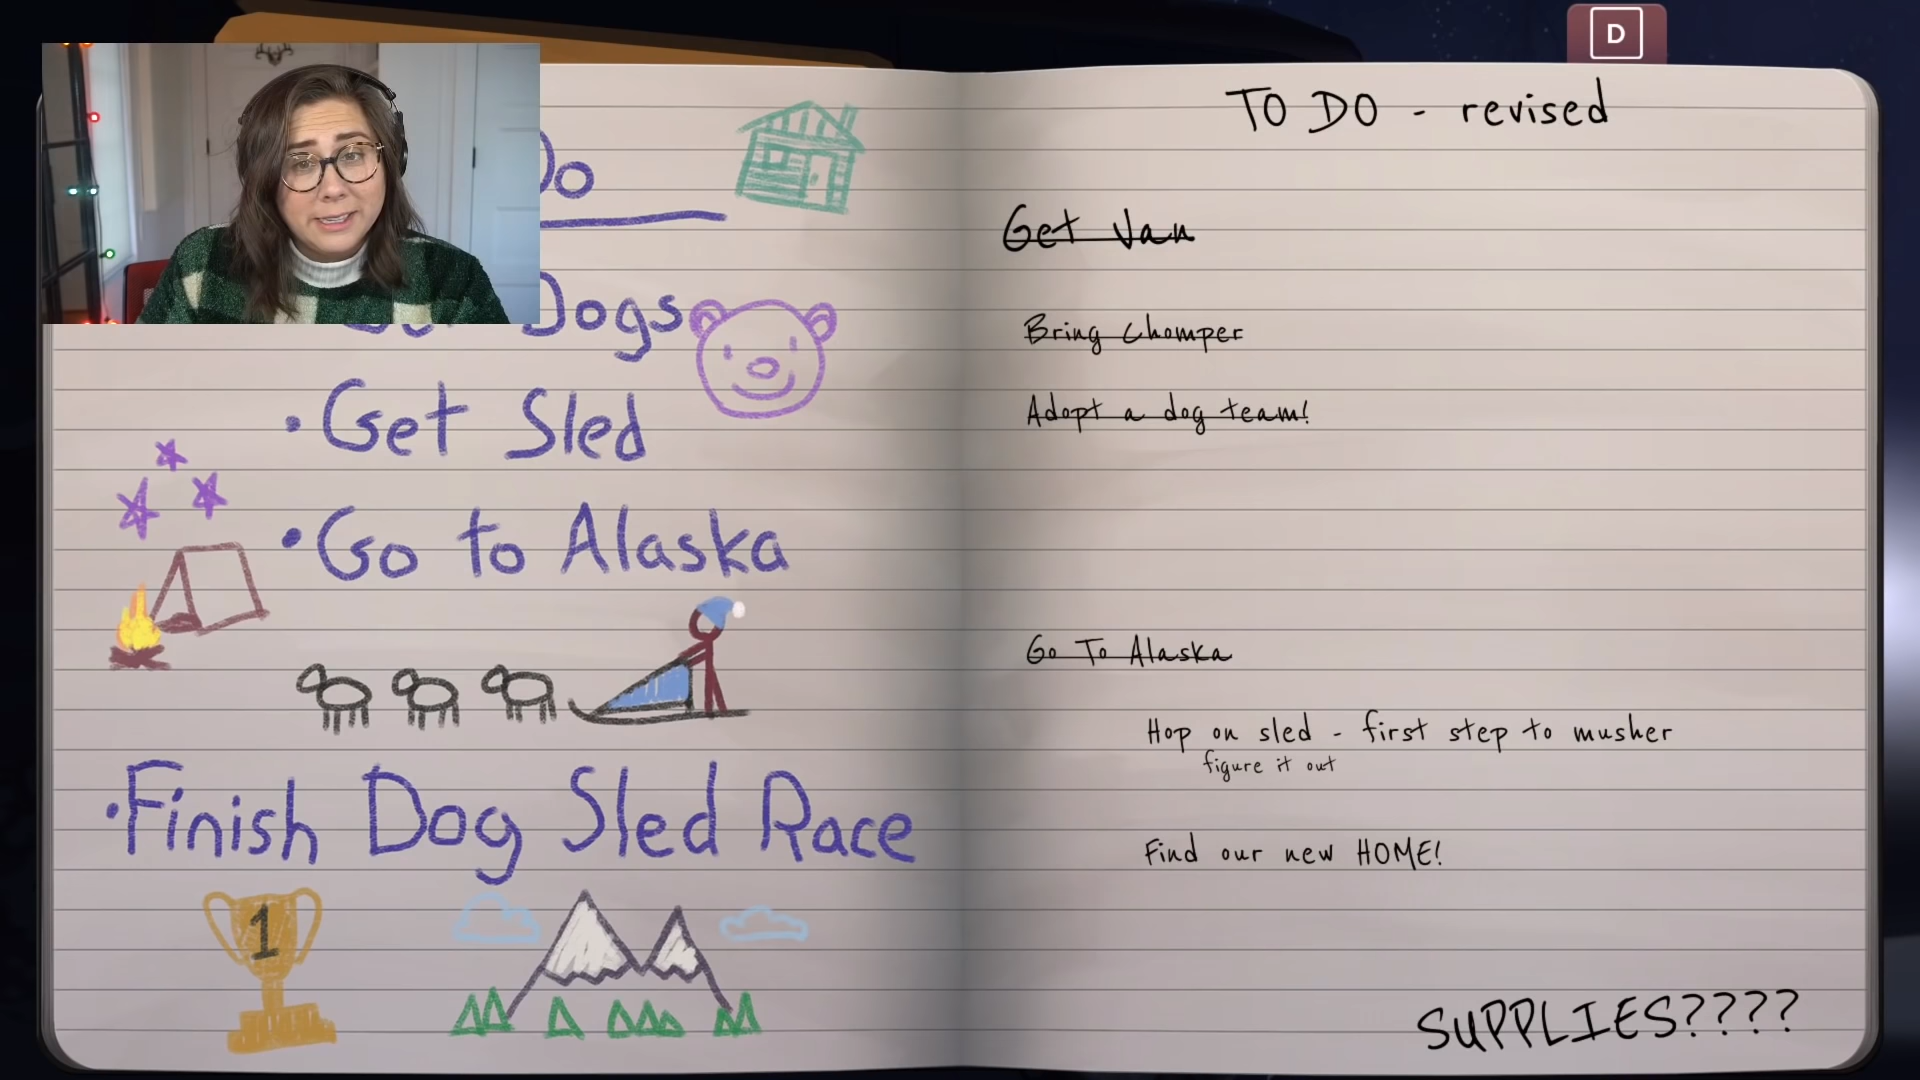 Do
Dogs
• Get Sled
• Go to Alaska
• Finish Dog Sled Race
1
D
TO DO - revised
Get Van
Bring Chomper
Adopt a dog team!
Go To Alaska
Hop on sled - first step to musher
figure it out
Find our new HOME!
SUPPLIES????